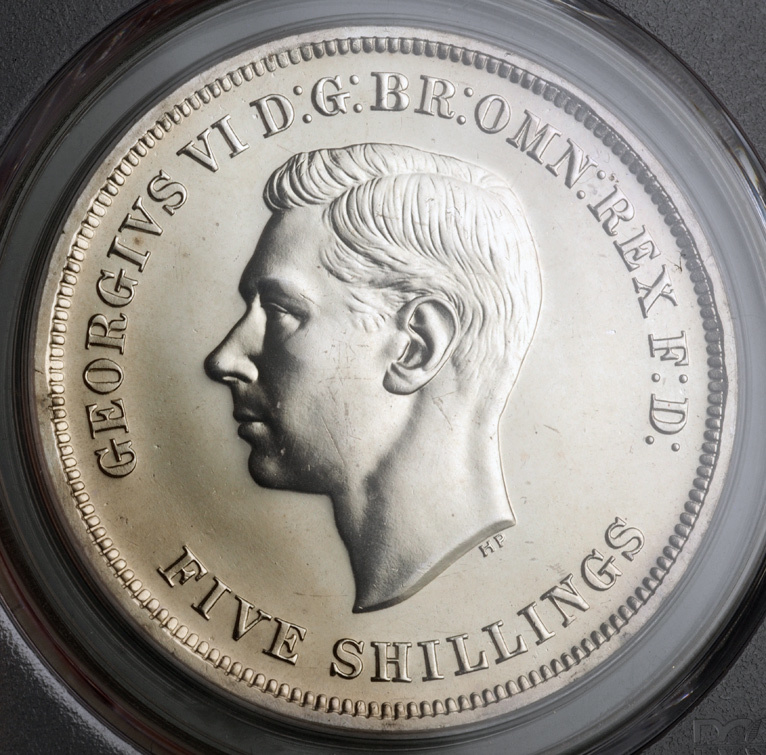 GEORGIVS VI D:G:BR:OMN:REX F:D:
FIVE SHILLINGS
HP